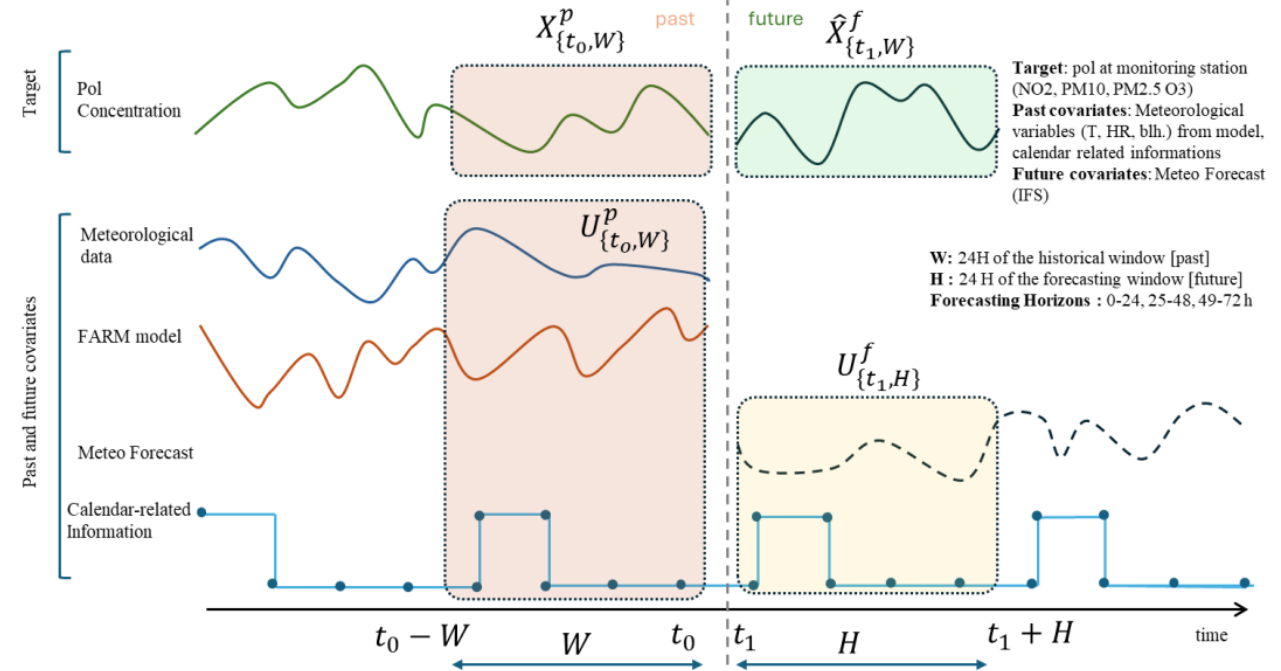 past
future
X^p_{t_0,W}
X̂^f_{t_1,W}
Target
Pol
Concentration
Target: pol at monitoring station
(NO2, PM10, PM2.5 O3)
Past covariates: Meteorological
variables (T, HR, blh.) from model,
calendar related informations
Future covariates: Meteo Forecast
(IFS)
Past and future covariates
Meteorological
data
U^p_{t_o,W}
W: 24H of the historical window [past]
H : 24 H of the forecasting window [future]
Forecasting Horizons : 0-24, 25-48, 49-72 h
FARM model
U^f_{t_1,H}
Meteo Forecast
Calendar-related
Information
t_0 − W
W
t_0
t_1
H
t_1 + H
time